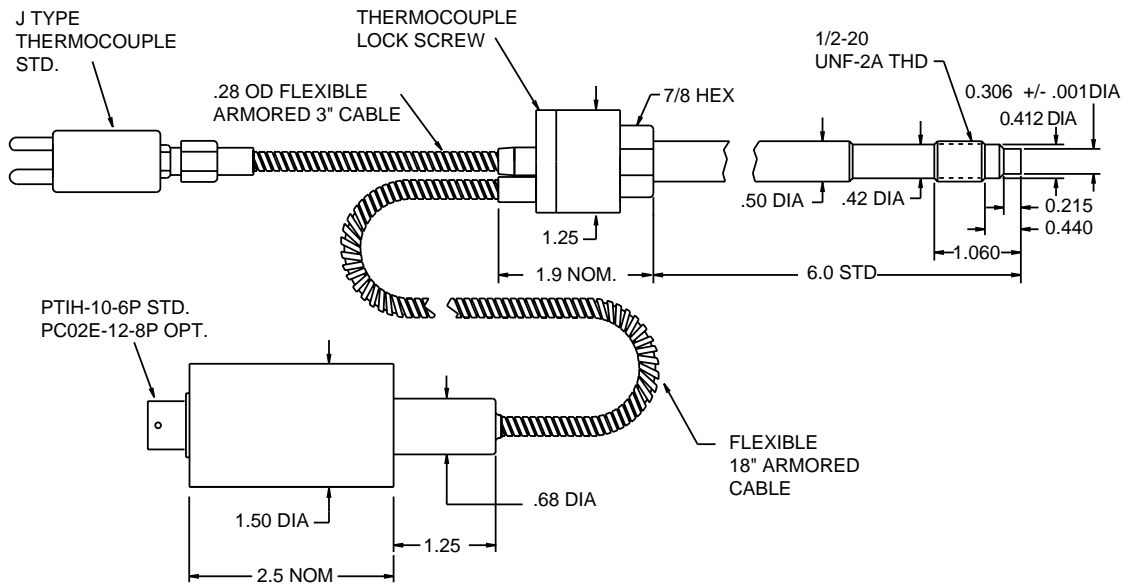 J TYPE
THERMOCOUPLE
STD.
THERMOCOUPLE
LOCK SCREW
.28 OD FLEXIBLE
ARMORED 3" CABLE
7/8 HEX
1/2-20
UNF-2A THD
0.306 +/- .001DIA
0.412 DIA
.50 DIA
.42 DIA
0.215
0.440
1.060
1.25
1.9 NOM.
6.0 STD
PTIH-10-6P STD.
PC02E-12-8P OPT.
FLEXIBLE
18" ARMORED
CABLE
.68 DIA
1.50 DIA
1.25
2.5 NOM